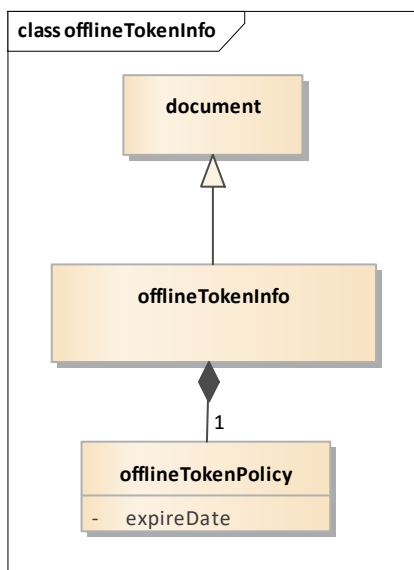 class offlineTokenInfo
document
offlineTokenInfo
1
offlineTokenPolicy
- expireDate